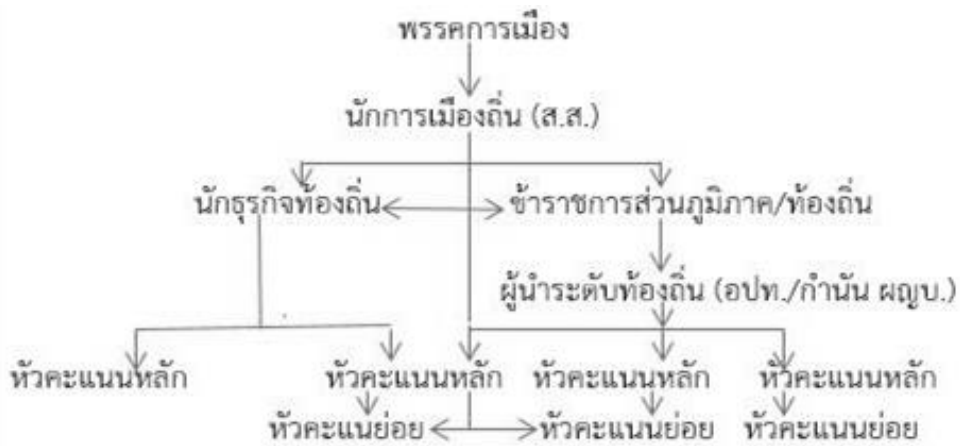 พรรคการเมือง
นักการเมืองถิ่น (ส.ส.)
นักธุรกิจท้องถิ่น ข้าราชการส่วนภูมิภาค/ท้องถิ่น
ผู้นำระดับท้องถิ่น (อปท./กำนัน ผญบ.)
หัวคะแนนหลัก หัวคะแนนหลัก หัวคะแนนหลัก หัวคะแนนหลัก
หัวคะแนย่อย หัวคะแนนย่อย หัวคะแนนย่อย